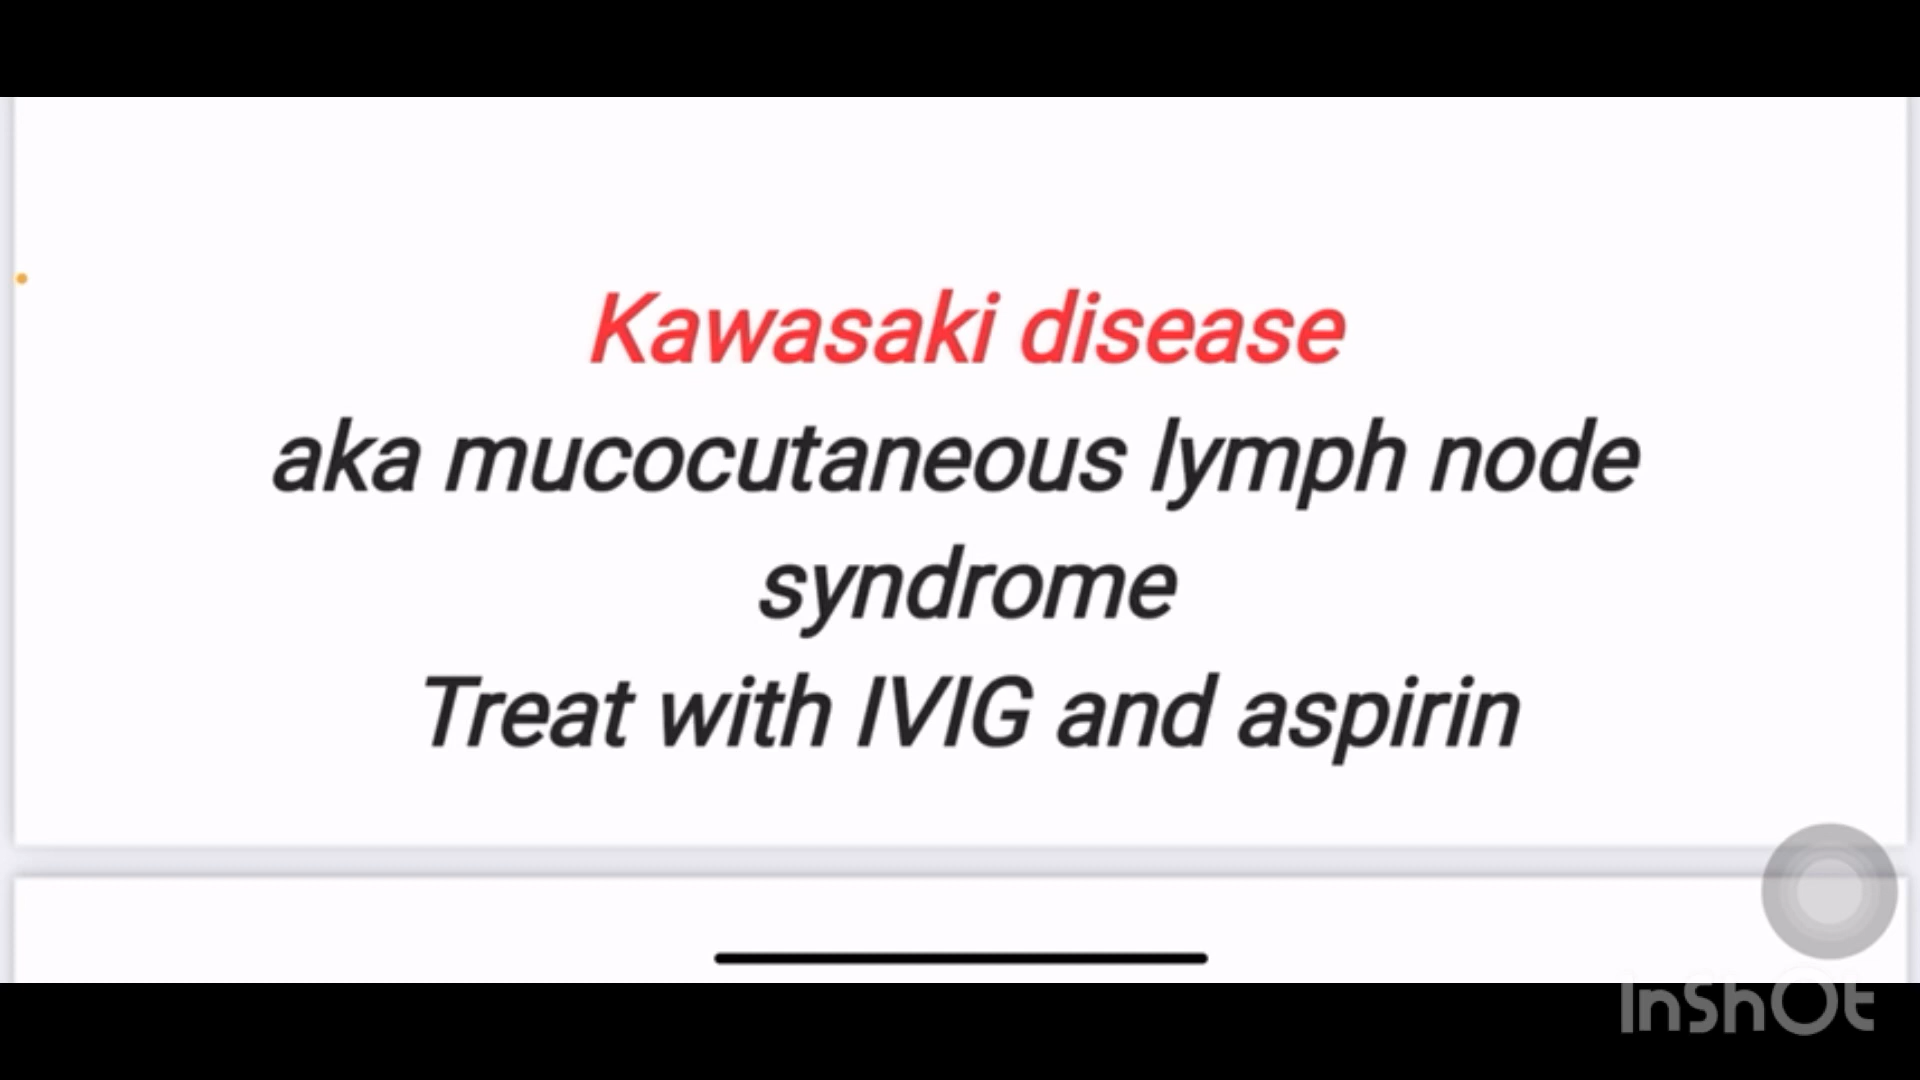 Kawasaki disease
aka mucocutaneous lymph node
syndrome
Treat with IVIG and aspirin
InShOt